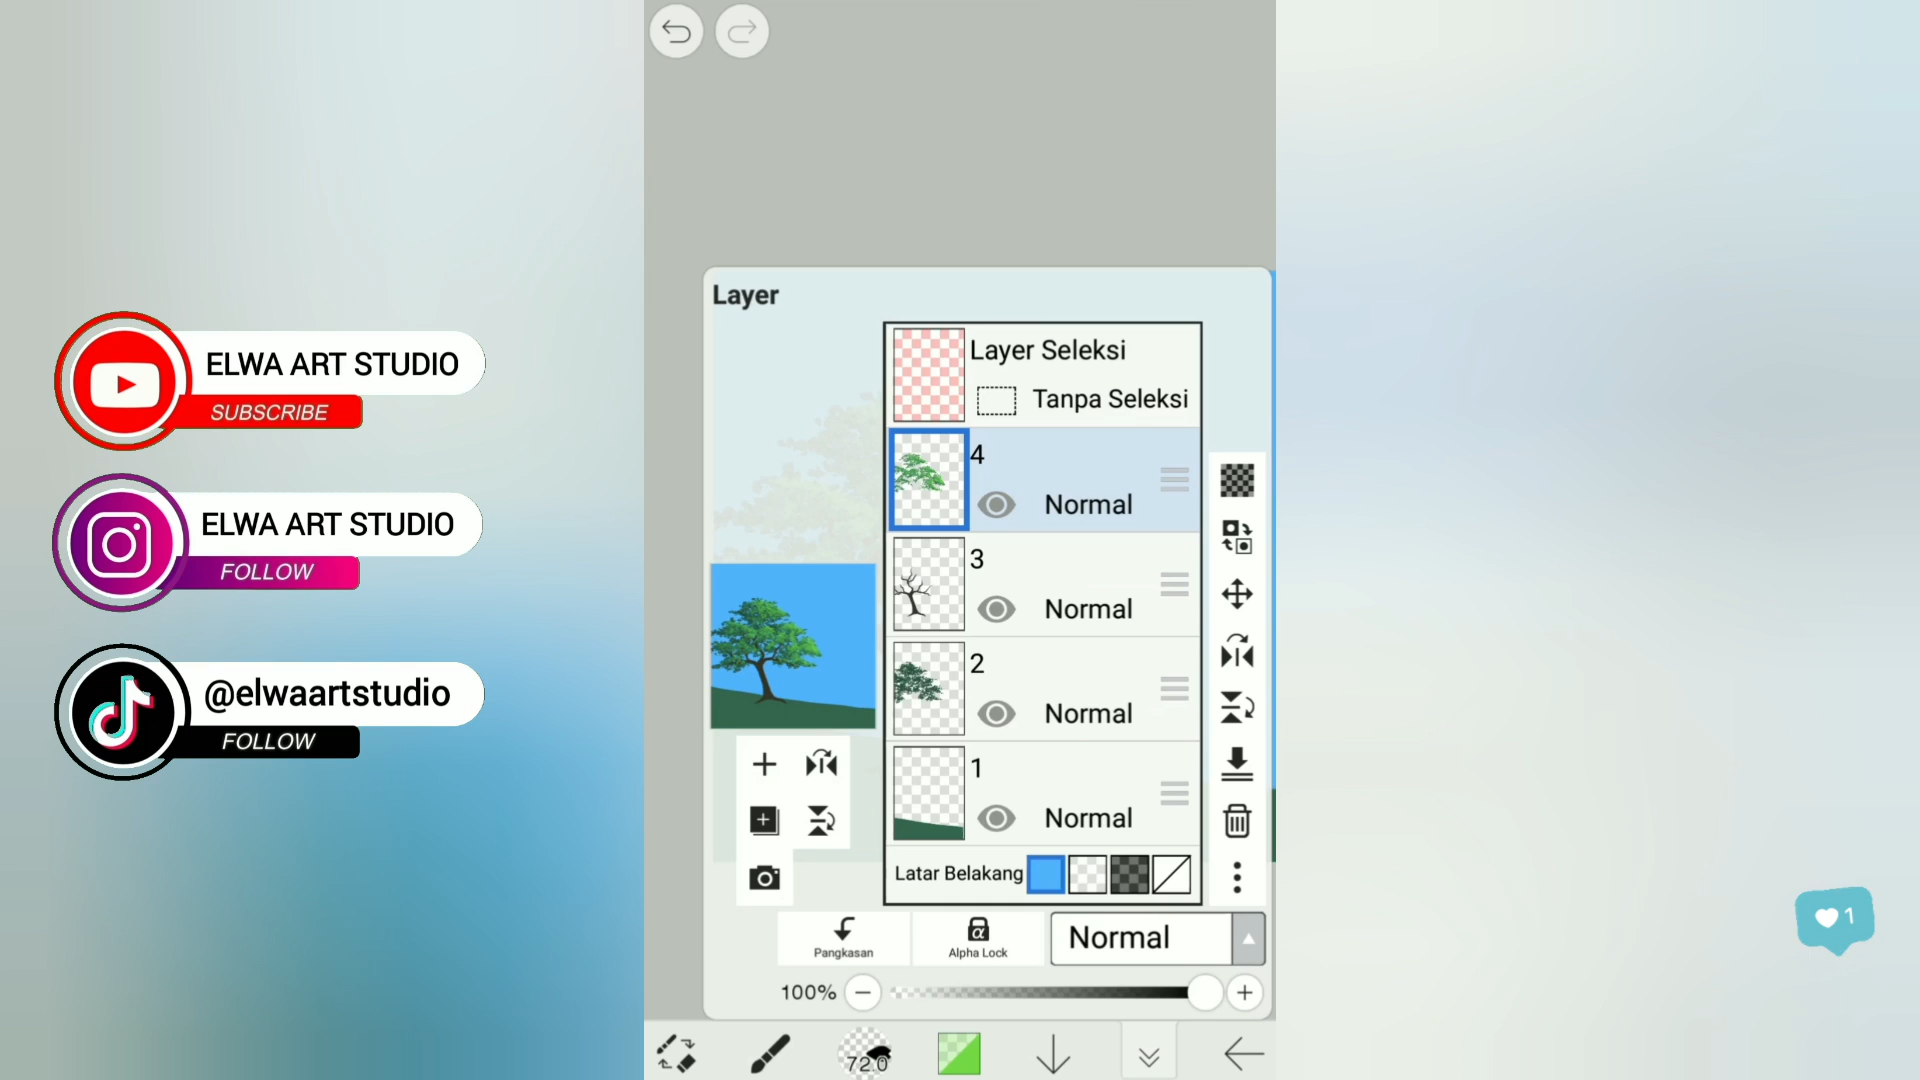 ELWA ART STUDIO
SUBSCRIBE
ELWA ART STUDIO
FOLLOW
@elwaartstudio
FOLLOW
Layer
Layer Seleksi
Tanpa Seleksi
4
Normal
3
Normal
2
Normal
1
Normal
Latar Belakang
Pangkasan
α
Alpha Lock
Normal
100%
72.0
1